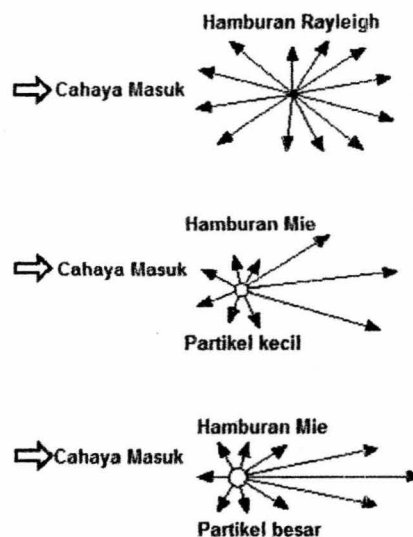 Hamburan Rayleigh
Cahaya Masuk
Hamburan Mie
Cahaya Masuk
Partikel kecil
Hamburan Mie
Cahaya Masuk
Partikel besar